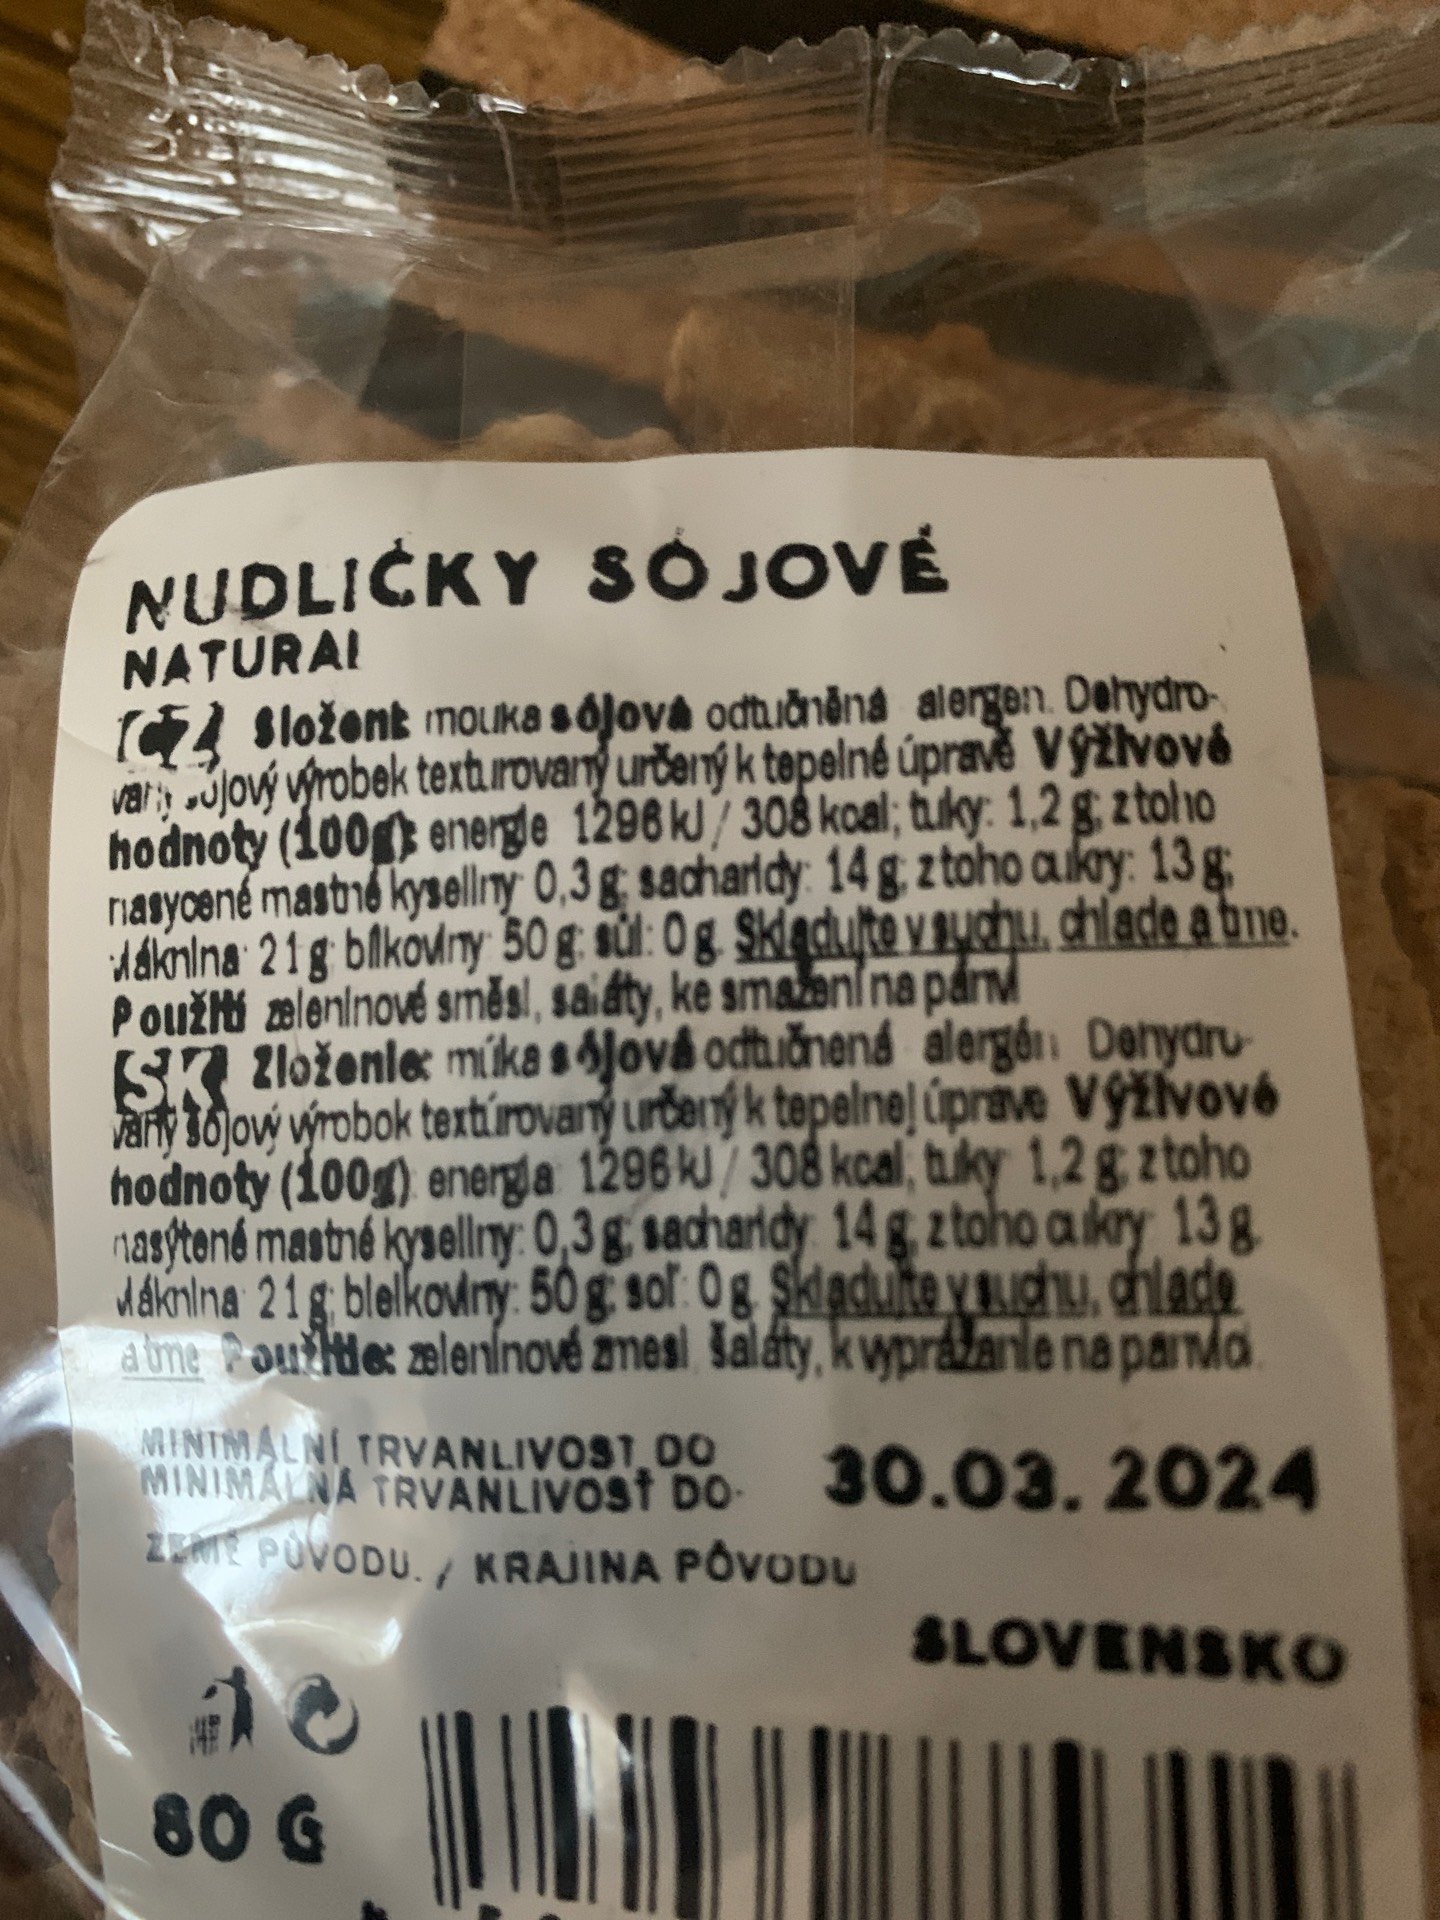 NUDLIČKY SÓJOVÉ
NATURAL
CZ Složení: mouka sójová odtučněná alergen. Dehydro-
vaný sójový výrobek texturovaný určený k tepelné úpravě Výživové
hodnoty (100g): energie 1296 kJ / 308 kcal; tuky: 1,2 g; z toho
nasycené mastné kyseliny 0,3 g; sacharidy: 14 g; z toho cukry: 13 g;
vláknina: 21 g; bílkoviny: 50 g; sůl: 0 g. Skladujte v suchu, chlade a tme.
Použití zeleninové směsi, saláty, ke smažení na pánvi
SK Zloženie: múka sójová odtučnená alergén Dehydro-
vaný sójový výrobok textúrovaný určený k tepelnej úprave Výživové
hodnoty (100g) energia: 1296 kJ / 308 kcal; tuky 1,2 g; z toho
nasýtené mastné kyseliny: 0,3 g; sacharidy 14 g; z toho cukry 13 g
vláknina: 21 g; bielkoviny: 50 g; soľ: 0 g. Skladujte v suchu, chlade
a tme Použitie: zeleninové zmesi šaláty, k vyprážanie na panvici
MINIMÁLNÍ TRVANLIVOST DO
MINIMÁLNA TRVANLIVOSŤ DO 30.03.2024
ZEMĚ PŮVODU. / KRAJINA PÔVODU
SLOVENSKO
80 G